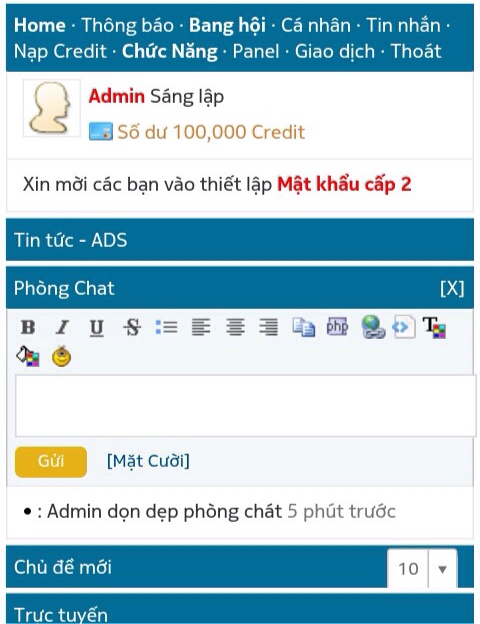 Home · Thông báo · Bang hội · Cá nhân · Tin nhắn ·
Nạp Credit · Chức Năng · Panel · Giao dịch · Thoát
Admin Sáng lập
Số dư 100,000 Credit
Xin mời các bạn vào thiết lập Mật khẩu cấp 2
Tin tức - ADS
Phòng Chat [X]
B I U S php T
Gửi [Mặt Cười]
• : Admin dọn dẹp phòng chát 5 phút trước
Chủ đề mới 10
Trực tuyến